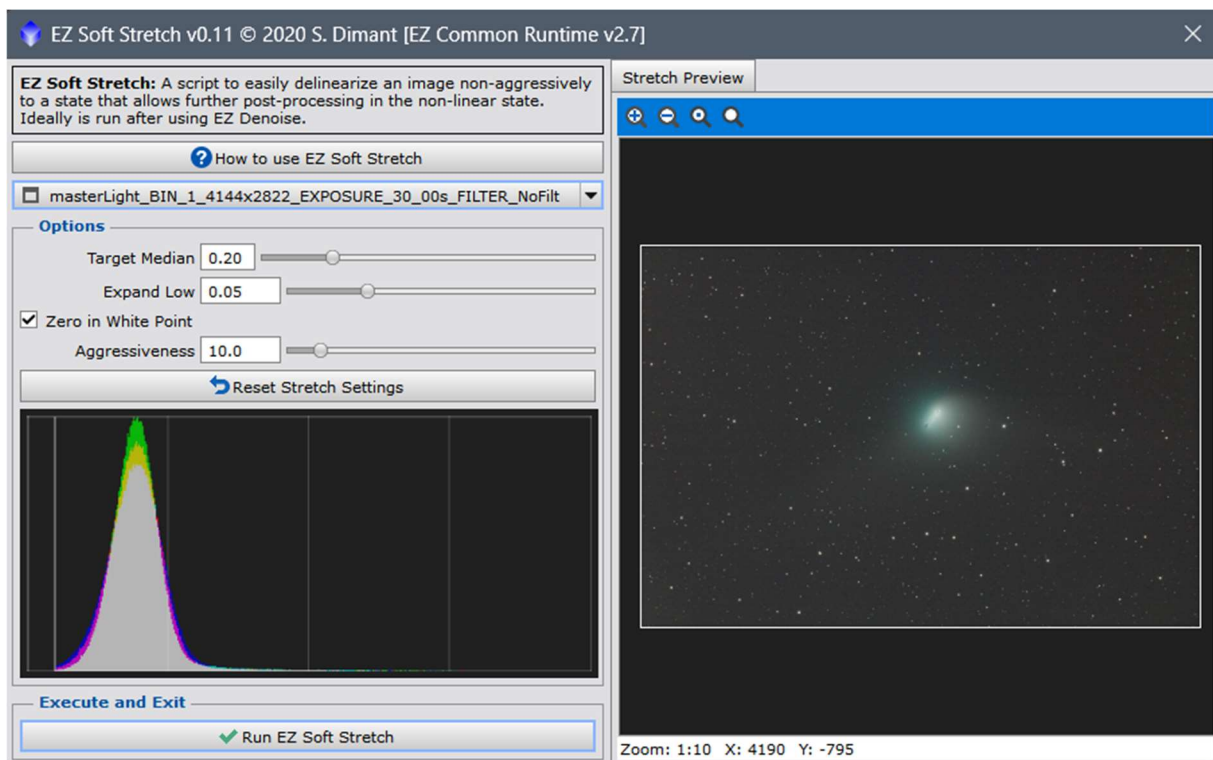 EZ Soft Stretch v0.11 © 2020 S. Dimant [EZ Common Runtime v2.7]
EZ Soft Stretch: A script to easily delinearize an image non-aggressively
to a state that allows further post-processing in the non-linear state.
Ideally is run after using EZ Denoise.
How to use EZ Soft Stretch
masterLight_BIN_1_4144x2822_EXPOSURE_30_00s_FILTER_NoFilt
Options
Target Median 0.20
Expand Low 0.05
Zero in White Point
Aggressiveness 10.0
Reset Stretch Settings
Execute and Exit
Run EZ Soft Stretch
Stretch Preview
Zoom: 1:10 X: 4190 Y: -795